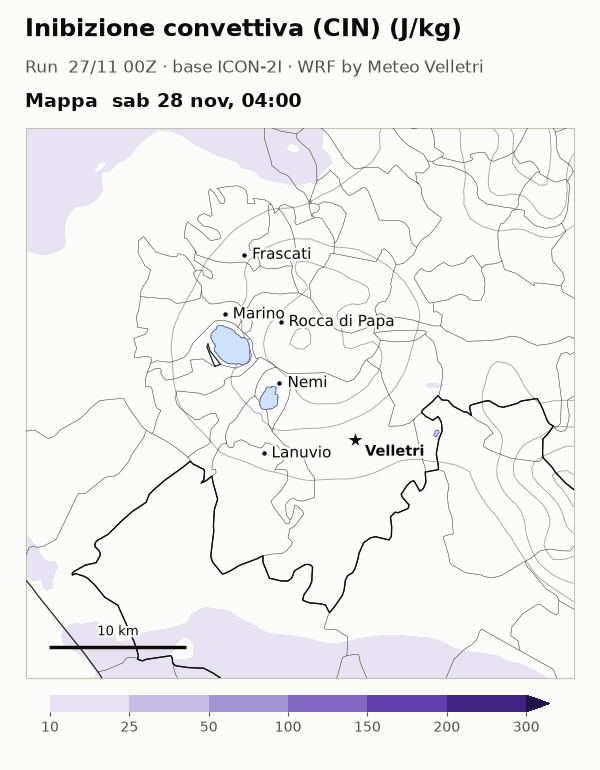 Inibizione convettiva (CIN) (J/kg)
Run  27/11 00Z · base ICON-2I · WRF by Meteo Velletri
Mappa  sab 28 nov, 04:00
Frascati
Marino
Rocca di Papa
Nemi
Velletri
Lanuvio
10 km
10 25 50 100 150 200 300